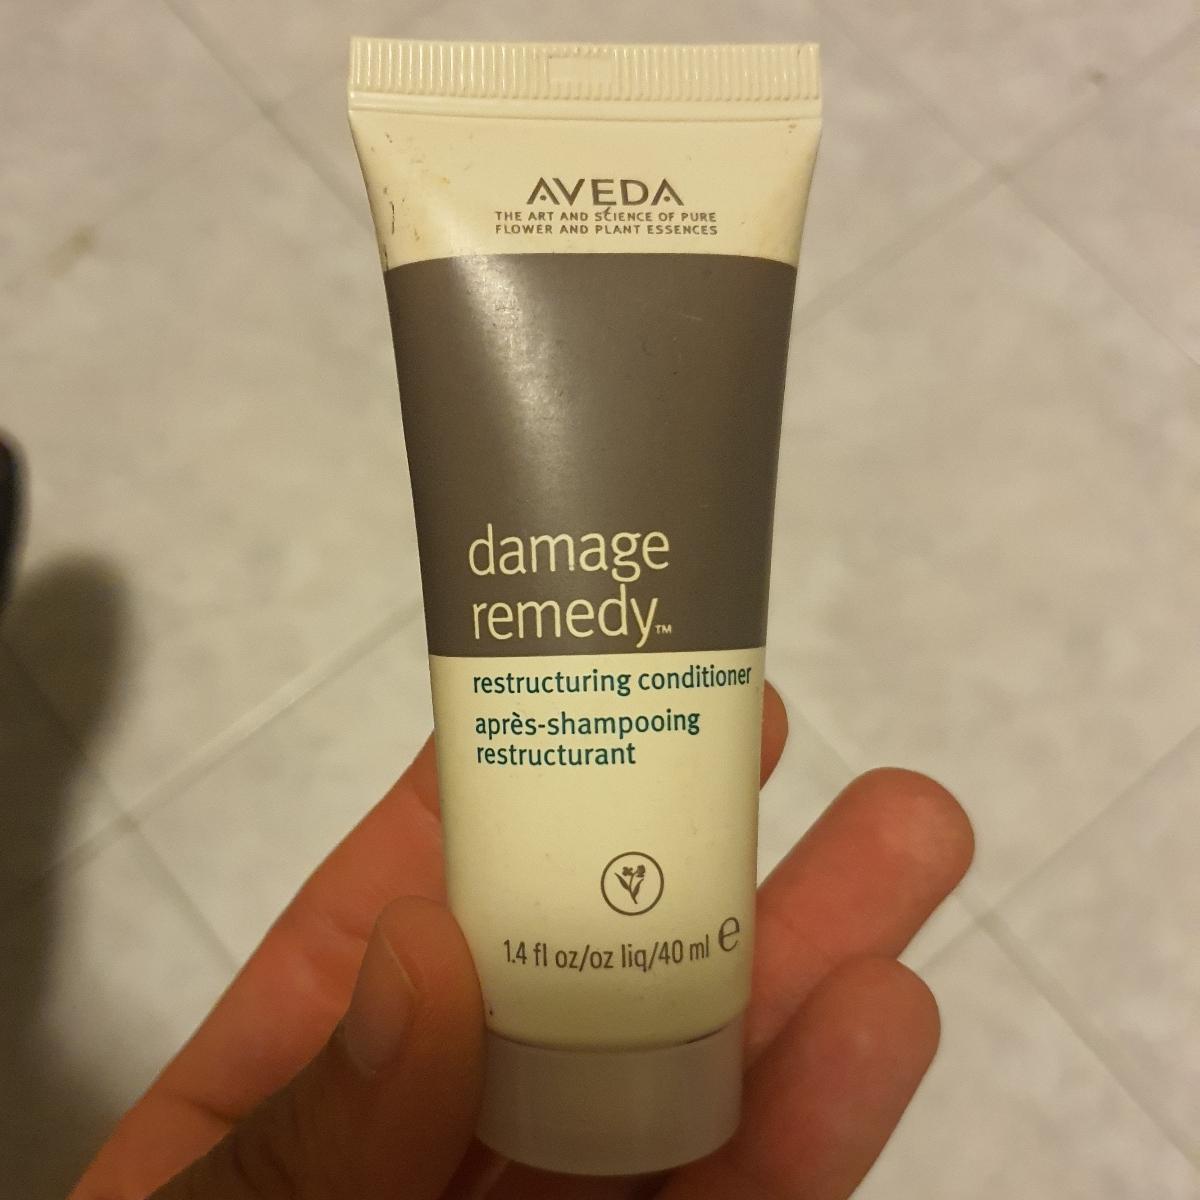 AVEDA
THE ART AND SCIENCE OF PURE
FLOWER AND PLANT ESSENCES
damage
remedy™
restructuring conditioner
après-shampooing
restructurant
1.4 fl oz/oz liq/40 ml ℮